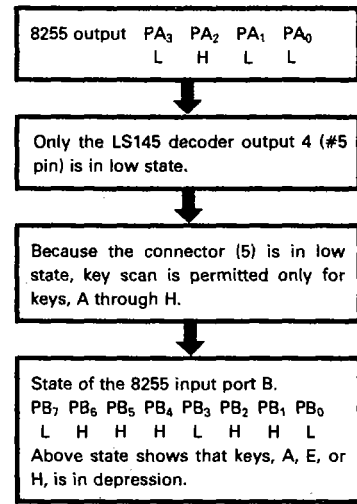 8255 output PA3 PA2 PA1 PA0
L H L L
Only the LS145 decoder output 4 (#5
pin) is in low state.
Because the connector (5) is in low
state, key scan is permitted only for
keys, A through H.
State of the 8255 input port B.
PB7 PB6 PB5 PB4 PB3 PB2 PB1 PB0
L H H H L H H L
Above state shows that keys, A, E, or
H, is in depression.